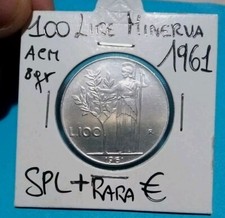 100 LIRE MINERVA
ACM
8gr
1961
L.100
R
1961
SPL+RARA €